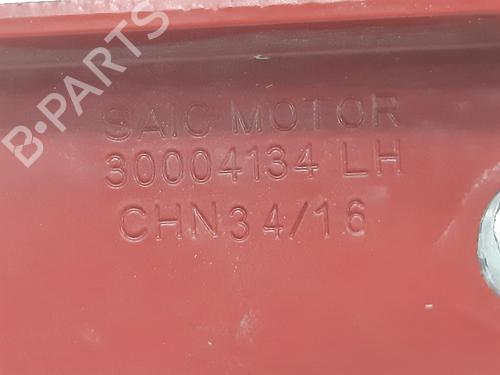 B-PARTS
SAIC MOTOR
30004134 LH
CHN34/16